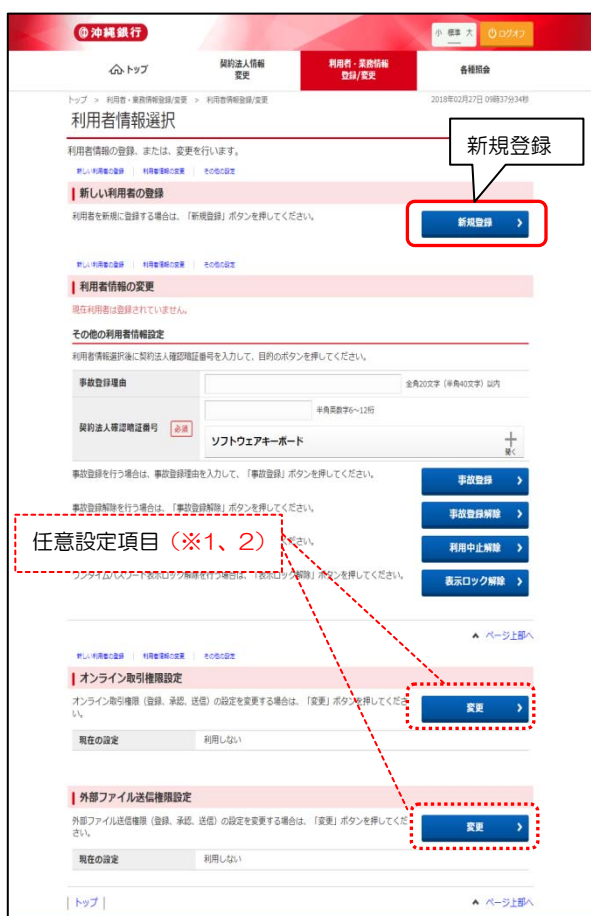 沖縄銀行
小 標準 大
ログオフ
トップ
契約法人情報
変更
利用者・業務情報
登録/変更
各種照会
トップ > 利用者・業務情報登録/変更 > 利用者情報登録/変更
2018年02月27日 09時37分34秒
利用者情報選択
利用者情報の登録、または、変更を行います。
新規登録
新しい利用者の登録 | 利用者情報の変更 | その他の設定
新しい利用者の登録
利用者を新規に登録する場合は、「新規登録」ボタンを押してください。
新規登録
新しい利用者の登録 | 利用者情報の変更 | その他の設定
利用者情報の変更
現在利用者は登録されていません。
その他の利用者情報設定
利用者情報選択後に契約法人確認暗証番号を入力して、目的のボタンを押してください。
事故登録理由
全角20文字（半角40文字）以内
契約法人確認暗証番号
必須
半角英数字6～12桁
ソフトウェアキーボード
開く
事故登録を行う場合は、事故登録理由を入力して、「事故登録」ボタンを押してください。
事故登録
事故登録解除を行う場合は、「事故登録解除」ボタンを押してください。
事故登録解除
任意設定項目（※1、2）
ださい。
利用中止解除
ワンタイムパスワード表示ロック解除を行う場合は、「表示ロック解除」ボタンを押してください。
表示ロック解除
ページ上部へ
新しい利用者の登録 | 利用者情報の変更 | その他の設定
オンライン取引権限設定
オンライン取引権限（登録、承認、送信）の設定を変更する場合は、「変更」ボタンを押してくださ
い。
変更
現在の設定
利用しない
外部ファイル送信権限設定
外部ファイル送信権限（登録、承認、送信）の設定を変更する場合は、「変更」ボタンを押してくだ
さい。
変更
現在の設定
利用しない
| トップ |
ページ上部へ